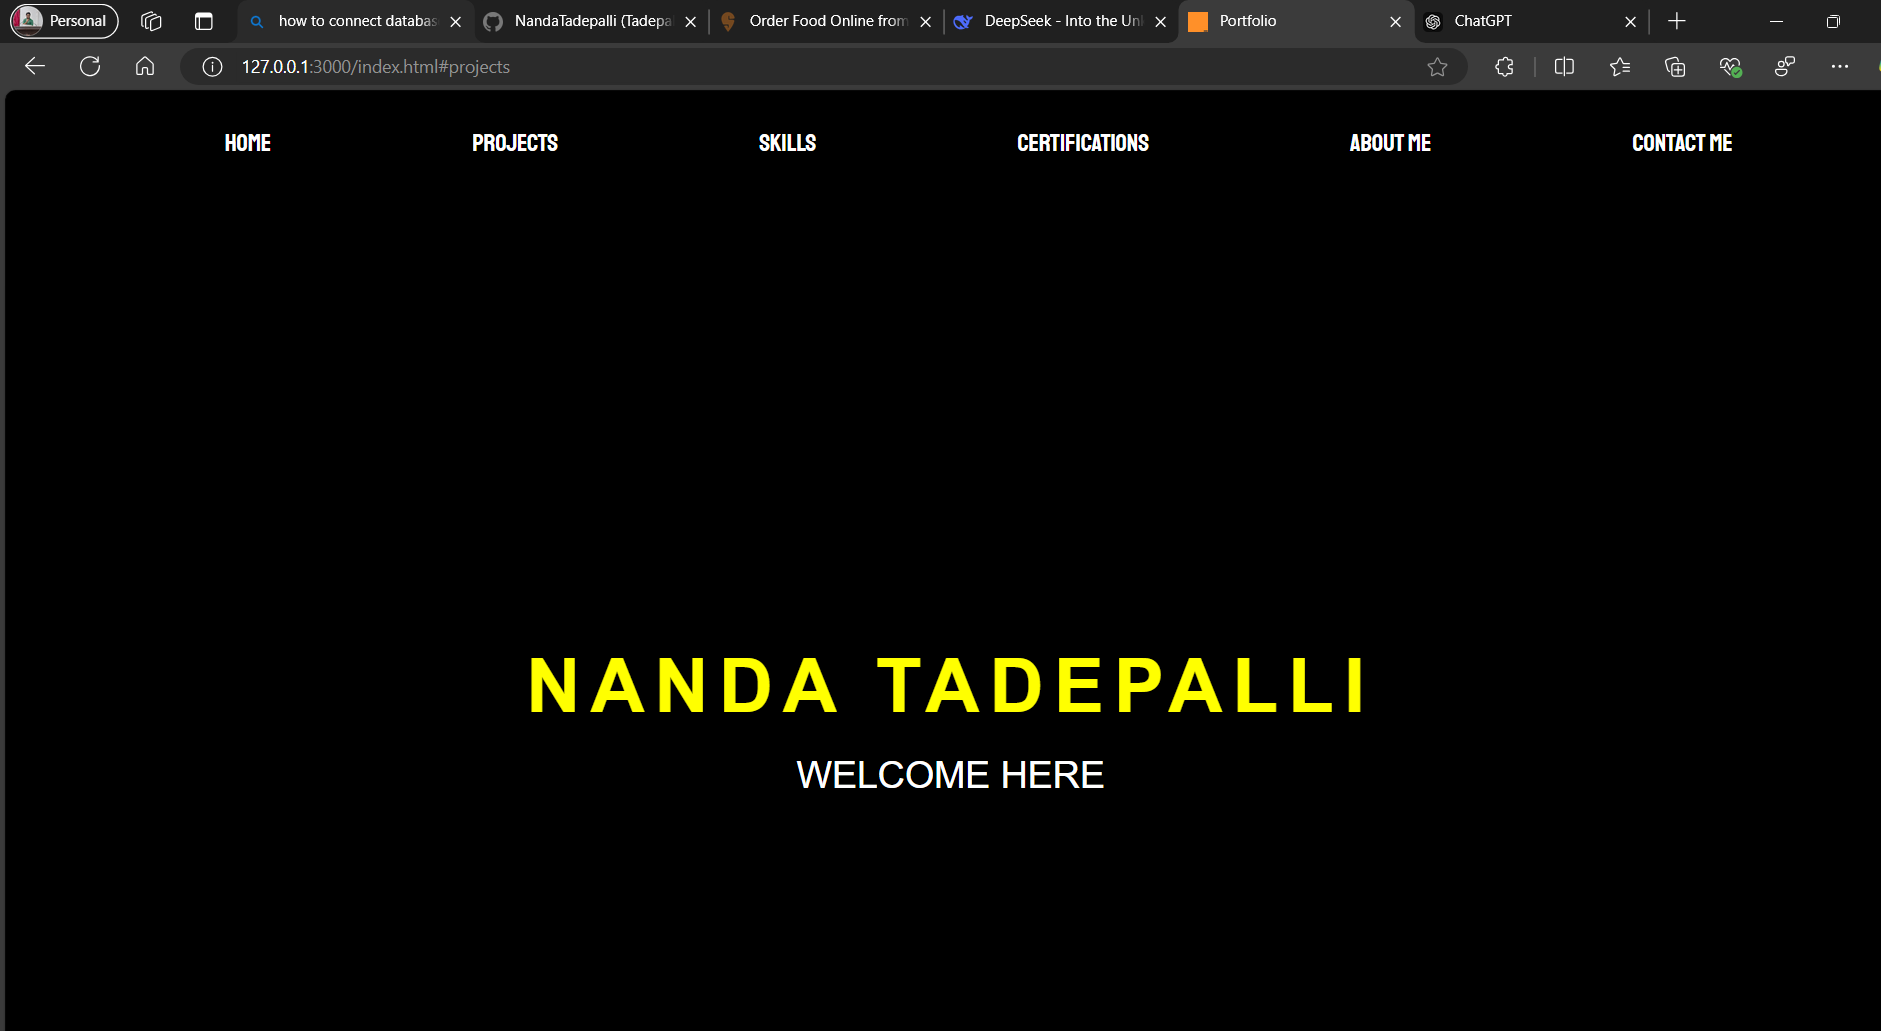 Personal
how to connect databas
NandaTadepalli (Tadepa
Order Food Online from
DeepSeek - Into the Un
Portfolio
ChatGPT
127.0.0.1:3000/index.html#projects
HOME
PROJECTS
SKILLS
CERTIFICATIONS
ABOUT ME
CONTACT ME
NANDA TADEPALLI
WELCOME HERE